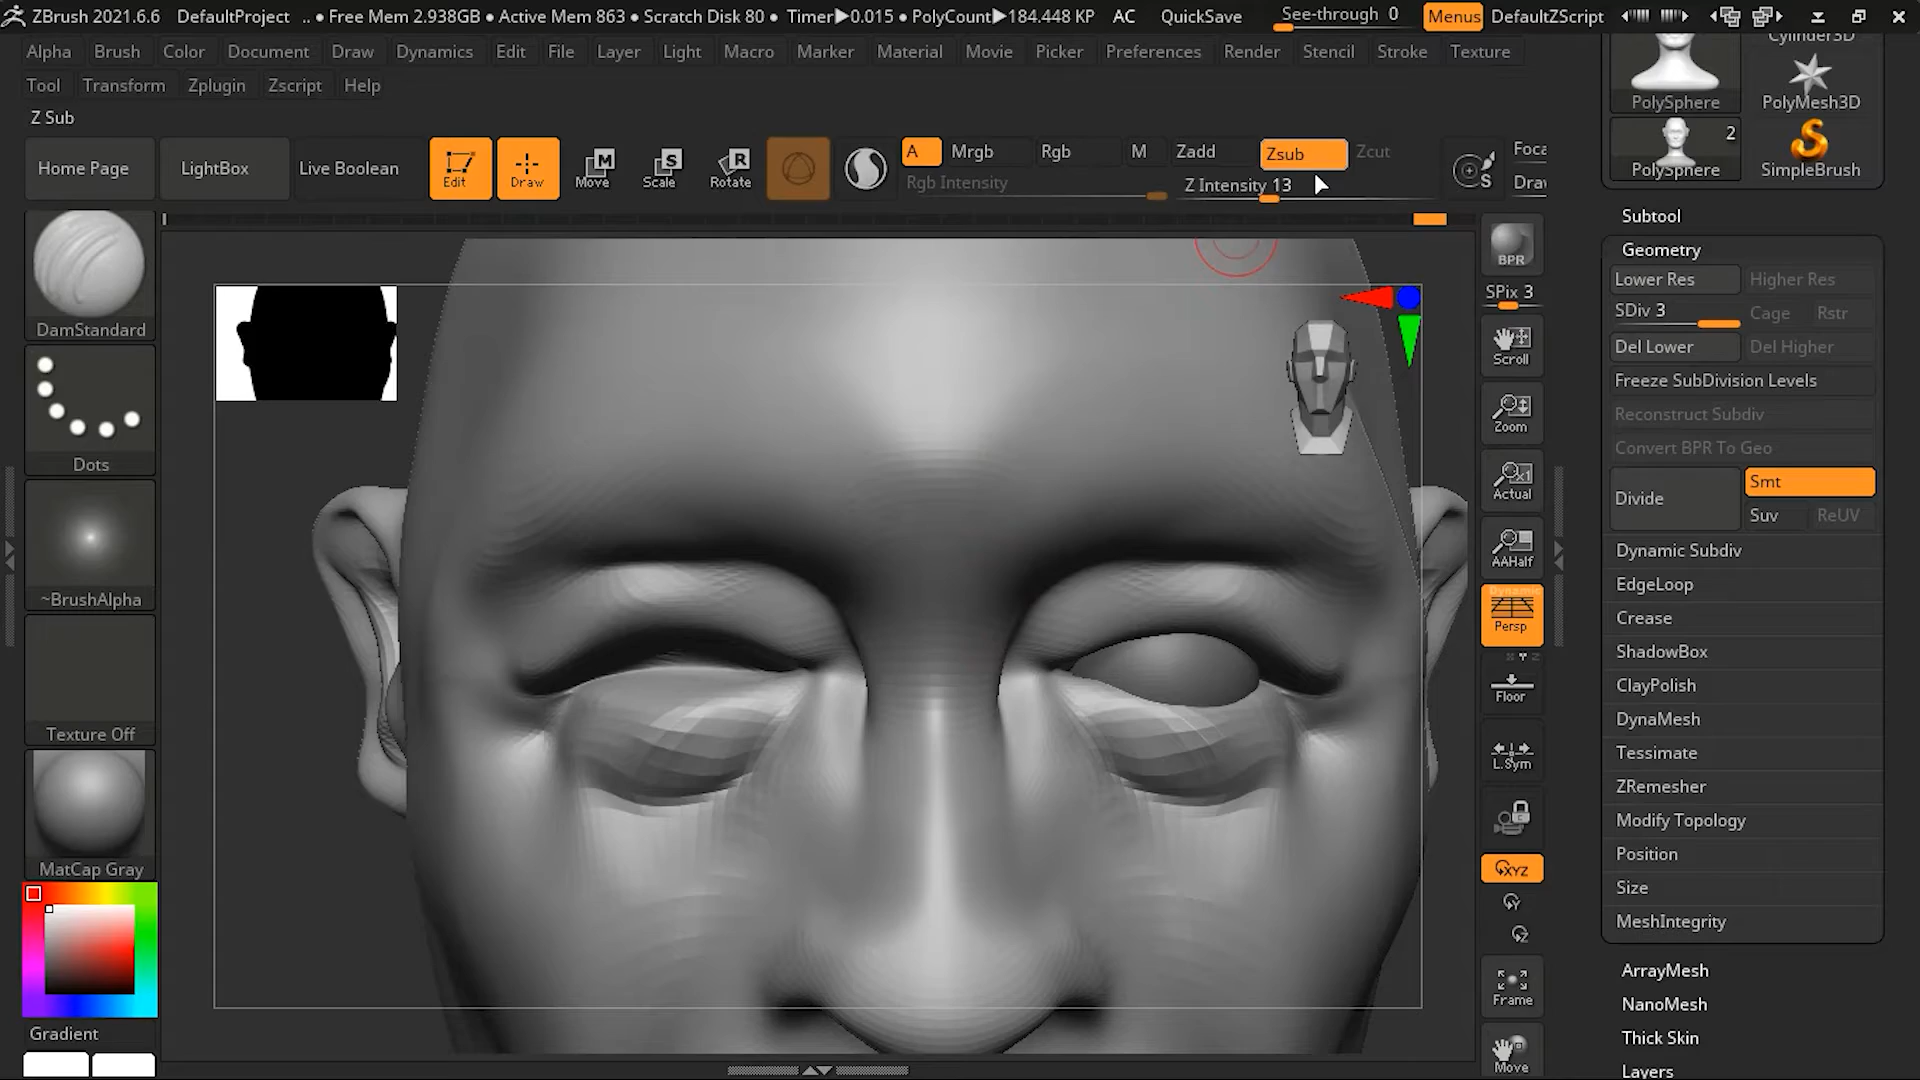 ZBrush 2021.6.6 DefaultProject .. • Free Mem 2.938GB • Active Mem 863 • Scratch Disk 80 • Timer▶0.015 • PolyCount▶184.448 KP AC QuickSave See-through 0 Menus DefaultZScript
Alpha Brush Color Document Draw Dynamics Edit File Layer Light Macro Marker Material Movie Picker Preferences Render Stencil Stroke Texture
Tool Transform Zplugin Zscript Help
Z Sub
Home Page LightBox Live Boolean Edit Draw Move Scale Rotate
M S R
A Mrgb Rgb M Zadd Zsub Zcut
Rgb Intensity Z Intensity 13
S
Foca
Draw
DamStandard
Dots
~BrushAlpha
Texture Off
MatCap Gray
Gradient
BPR
SPix 3
Scroll
Zoom
Actual
AAHalf
Dynamic
Persp
Floor
L.Sym
XYZ
Y
Z
Frame
Move
Cylinder3D
PolySphere PolyMesh3D
2
PolySphere SimpleBrush
Subtool
Geometry
Lower Res Higher Res
SDiv 3 Cage Rstr
Del Lower Del Higher
Freeze SubDivision Levels
Reconstruct Subdiv
Convert BPR To Geo
Divide Smt
Suv ReUV
Dynamic Subdiv
EdgeLoop
Crease
ShadowBox
ClayPolish
DynaMesh
Tessimate
ZRemesher
Modify Topology
Position
Size
MeshIntegrity
ArrayMesh
NanoMesh
Thick Skin
Layers